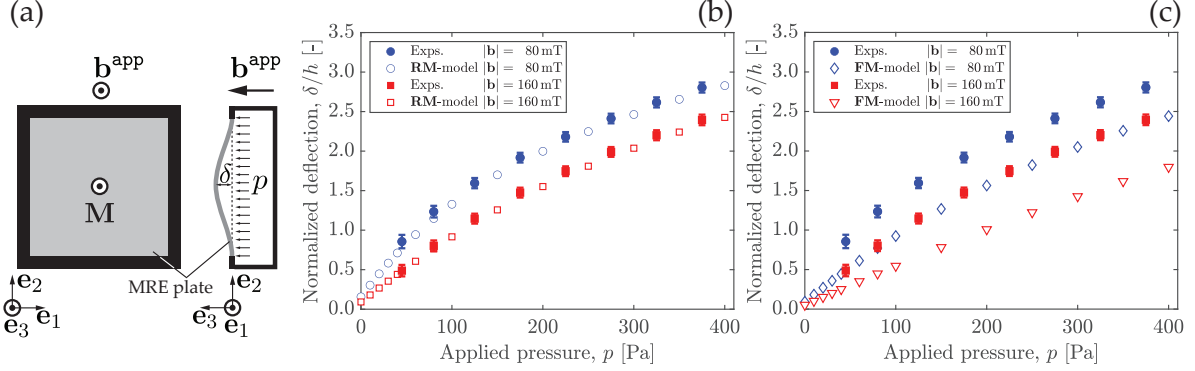 (a)
b^app
b^app
δ
p
M
MRE plate
e₂
e₁
e₃
e₂
e₃
e₁
(b)
Normalized deflection, δ/h [-]
3.5
3.0
2.5
2.0
1.5
1.0
0.5
0.0
Exps. |b| = 80 mT
RM-model |b| = 80 mT
Exps. |b| = 160 mT
RM-model |b| = 160 mT
0 100 200 300 400
Applied pressure, p [Pa]
(c)
Normalized deflection, δ/h [-]
3.5
3.0
2.5
2.0
1.5
1.0
0.5
0.0
Exps. |b| = 80 mT
FM-model |b| = 80 mT
Exps. |b| = 160 mT
FM-model |b| = 160 mT
0 100 200 300 400
Applied pressure, p [Pa]